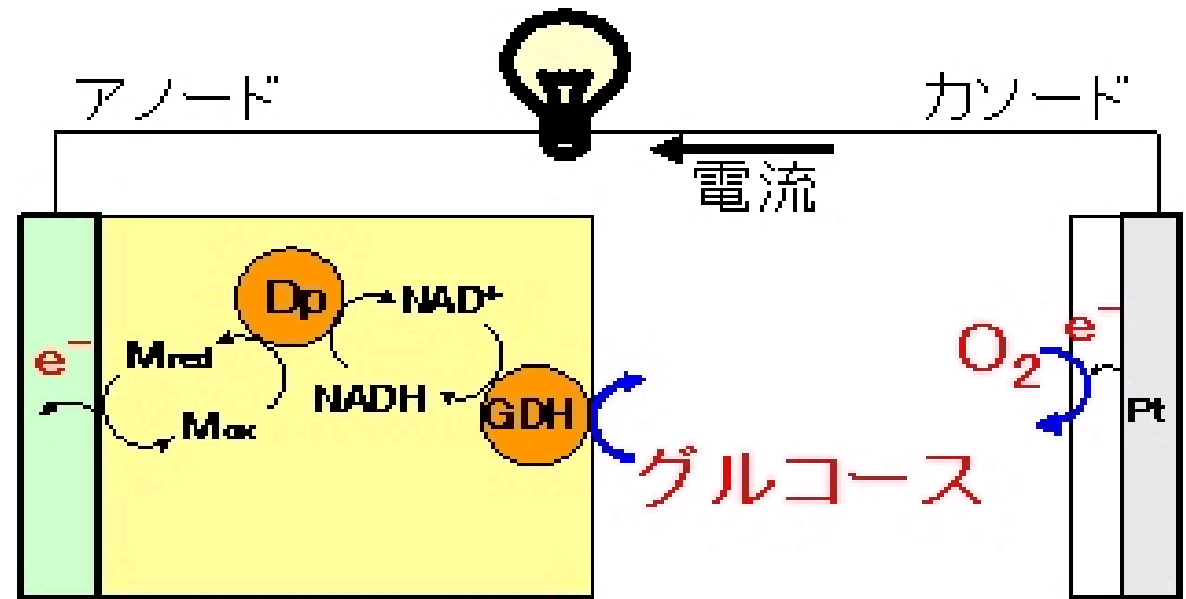 アノード
カソード
電流
Dp
NAD⁺
e⁻
Mred
NADH
Mox
GDH
グルコース
O₂
e⁻
Pt